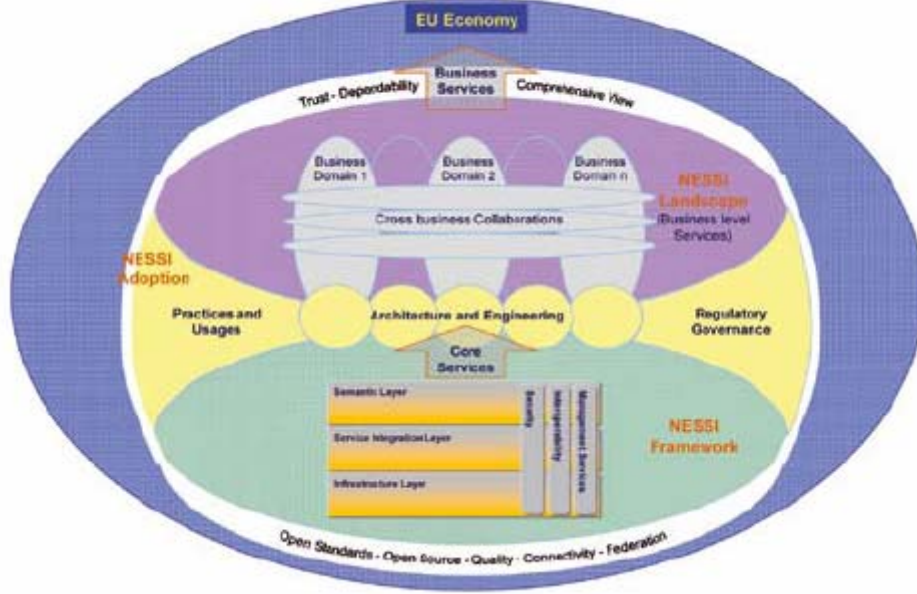 EU Economy
Business
Services
Trust - Dependability
Comprehensive View
Business
Domain 1
Business
Domain 2
Business
Domain n
NESSI
Landscape
(Business level
Services)
Cross business Collaborations
NESSI
Adoption
Practices and
Usages
Architecture and Engineering
Regulatory
Governance
Core
Services
Semantic Layer
Service Integration Layer
Infrastructure Layer
Security
Interoperability
Management Services
NESSI
Framework
Open Standards - Open Source - Quality - Connectivity - Federation